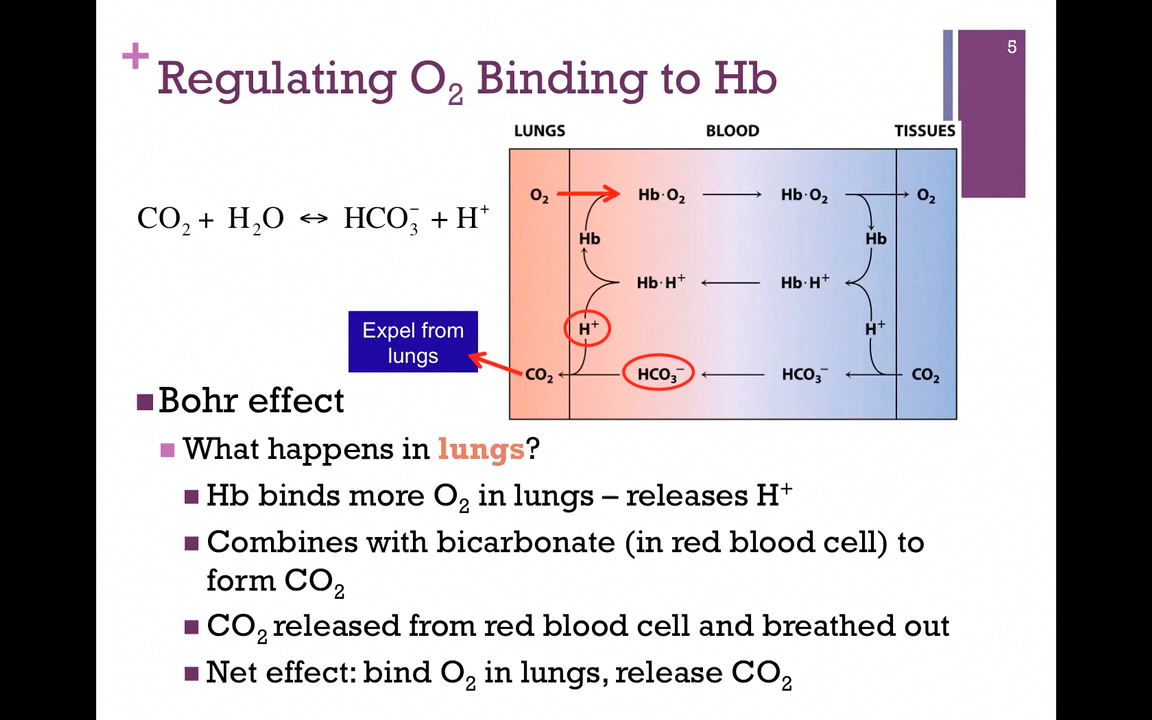 +
5
Regulating O₂ Binding to Hb
LUNGS BLOOD TISSUES
O₂ Hb·O₂ Hb·O₂ O₂
CO₂ + H₂O ↔ HCO₃⁻ + H⁺
Hb Hb
Hb·H⁺ Hb·H⁺
H⁺ H⁺
Expel from
lungs
CO₂ HCO₃⁻ HCO₃⁻ CO₂
Bohr effect
What happens in lungs?
Hb binds more O₂ in lungs – releases H⁺
Combines with bicarbonate (in red blood cell) to
form CO₂
CO₂ released from red blood cell and breathed out
Net effect: bind O₂ in lungs, release CO₂